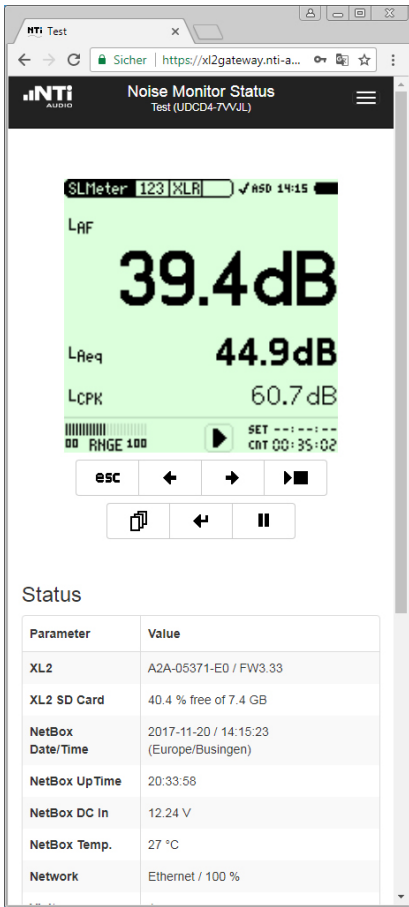 NTi Test
Sicher https://xl2gateway.nti-a...
NTi AUDIO
Noise Monitor Status
Test (UDCD4-7VVJL)
SLMeter 123 XLR ASD 14:15
LAF
39.4dB
LAeq 44.9dB
LCPK 60.7dB
SET --:--:--
00 RNGE 100 CNT 00:35:02
esc
Status
Parameter Value
XL2 A2A-05371-E0 / FW3.33
XL2 SD Card 40.4 % free of 7.4 GB
NetBox Date/Time 2017-11-20 / 14:15:23
(Europe/Busingen)
NetBox UpTime 20:33:58
NetBox DC In 12.24 V
NetBox Temp. 27 °C
Network Ethernet / 100 %